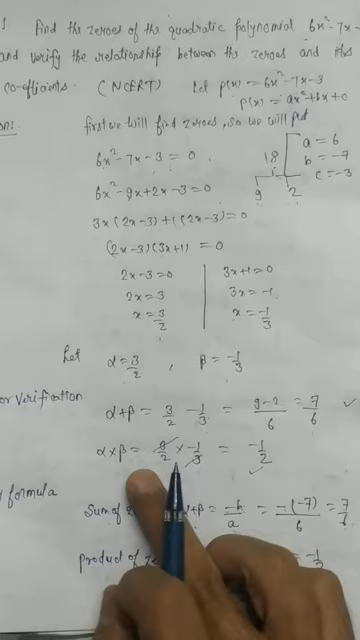 Find the zeroes of the quadratic polynomial 6x²-7x-
and verify the relationship between the zeroes and its
co-efficients. (NCERT) Let p(x) = 6x²-7x-3
p(x) = ax²+bx+c
first we will find zeroes, so we will put
6x²-7x-3 = 0
a = 6
18 b = -7
c = -3
9 2
6x²-9x+2x-3=0
3x(2x-3)+1(2x-3)=0
(2x-3)(3x+1) = 0
2x-3=0 3x+1=0
2x=3 3x=-1
x=3/2 x=-1/3
Let α=3/2 , β=-1/3
or Verification
α+β = 3/2 - 1/3 = 9-2/6 = 7/6 ✓
α×β = 3/2 × -1/3 = -1/2 ✓
formula
Sum of α+β = -b/a = -(-7)/6 = 7/
Product of = -1/2